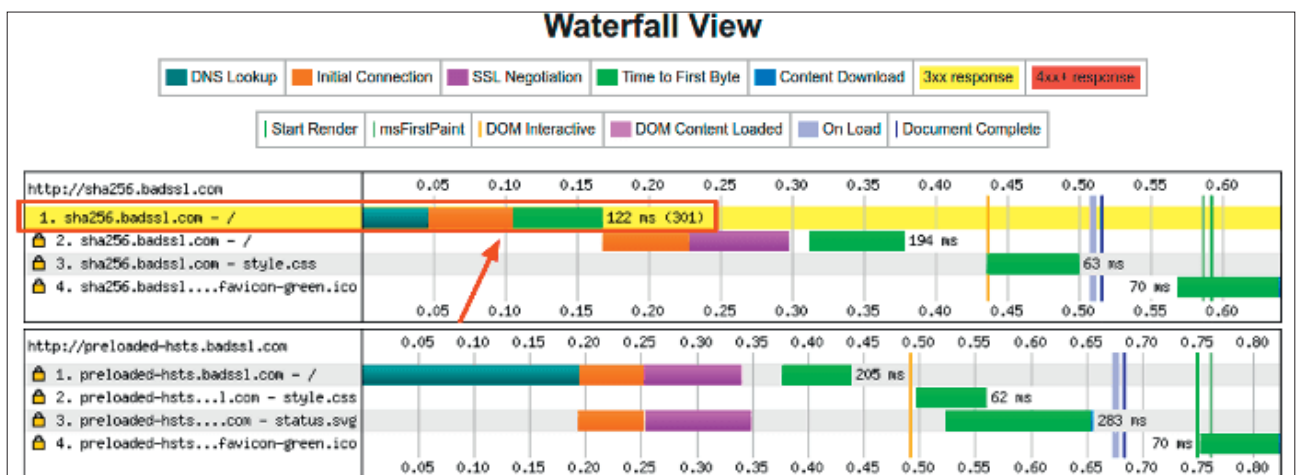 Waterfall View
DNS Lookup Initial Connection SSL Negotiation Time to First Byte Content Download 3xx response 4xx+ response
Start Render msFirstPaint DOM Interactive DOM Content Loaded On Load Document Complete
http://sha256.badssl.com 0.05 0.10 0.15 0.20 0.25 0.30 0.35 0.40 0.45 0.50 0.55 0.60
1. sha256.badssl.com - / 122 ms (301)
2. sha256.badssl.com - / 194 ms
3. sha256.badssl.com - style.css 63 ms
4. sha256.badssl....favicon-green.ico 70 ms
0.05 0.10 0.15 0.20 0.25 0.30 0.35 0.40 0.45 0.50 0.55 0.60
http://preloaded-hsts.badssl.com 0.05 0.10 0.15 0.20 0.25 0.30 0.35 0.40 0.45 0.50 0.55 0.60 0.65 0.70 0.75 0.80
1. preloaded-hsts.badssl.com - / 205 ms
2. preloaded-hsts...l.com - style.css 62 ms
3. preloaded-hsts....com - status.svg 283 ms
4. preloaded-hsts...favicon-green.ico 70 ms
0.05 0.10 0.15 0.20 0.25 0.30 0.35 0.40 0.45 0.50 0.55 0.60 0.65 0.70 0.75 0.80